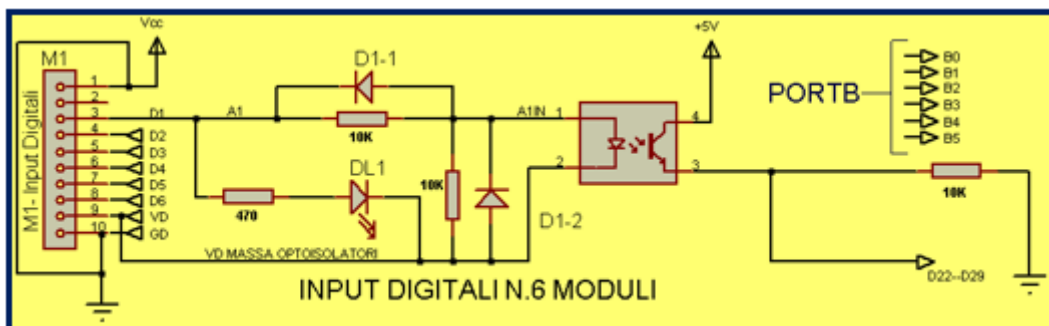 Vcc
M1
M1- Input Digitali
1
2
3
4
5
6
7
8
9
10
D1
D2
D3
D4
D5
D6
VD
GD
A1
D1-1
10K
470
DL1
10K
D1-2
A1IN
1
2
4
3
+5V
PORTB
B0
B1
B2
B3
B4
B5
10K
D22--D29
VD MASSA OPTOISOLATORI
INPUT DIGITALI N.6 MODULI